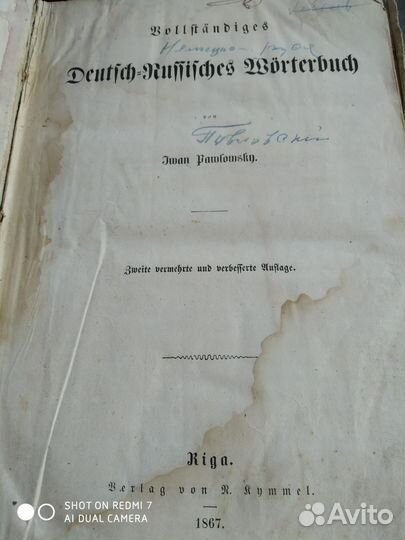 Vollständiges
Deutsch-Russisches Wörterbuch
von
Павловский
Iwan Pawlowsky.
Zweite vermehrte und verbesserte Auflage.
Riga.
Verlag von N. Kymmel.
1867.
SHOT ON REDMI 7
AI DUAL CAMERA
Avito